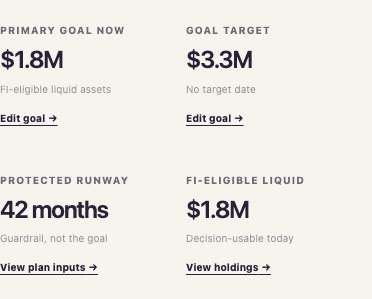 PRIMARY GOAL NOW
$1.8M
FI-eligible liquid assets
Edit goal →
GOAL TARGET
$3.3M
No target date
Edit goal →
PROTECTED RUNWAY
42 months
Guardrail, not the goal
View plan inputs →
FI-ELIGIBLE LIQUID
$1.8M
Decision-usable today
View holdings →